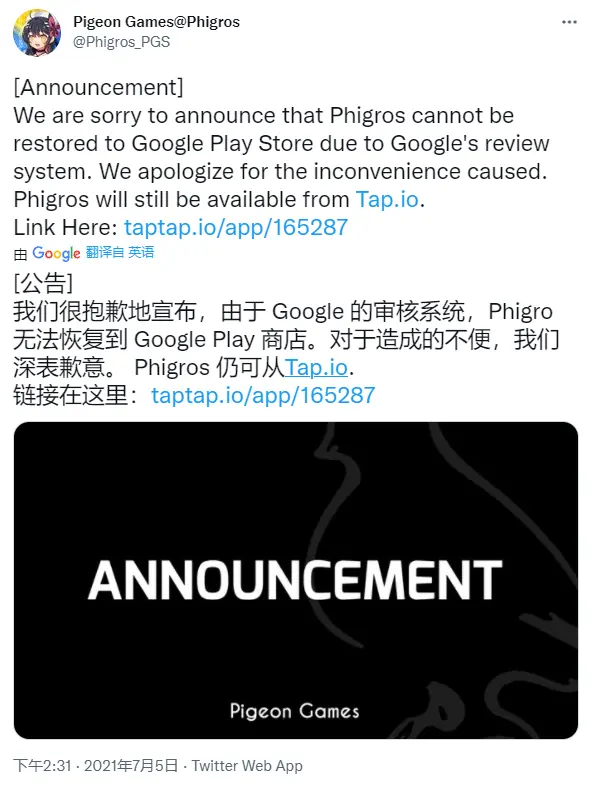 Pigeon Games@Phigros
@Phigros_PGS
[Announcement]
We are sorry to announce that Phigros cannot be
restored to Google Play Store due to Google's review
system. We apologize for the inconvenience caused.
Phigros will still be available from Tap.io.
Link Here: taptap.io/app/165287
由 Google 翻译自 英语
[公告]
我们很抱歉地宣布，由于 Google 的审核系统，Phigro
无法恢复到 Google Play 商店。对于造成的不便，我们
深表歉意。 Phigros 仍可从Tap.io.
链接在这里：taptap.io/app/165287
ANNOUNCEMENT
Pigeon Games
下午2:31 · 2021年7月5日 · Twitter Web App